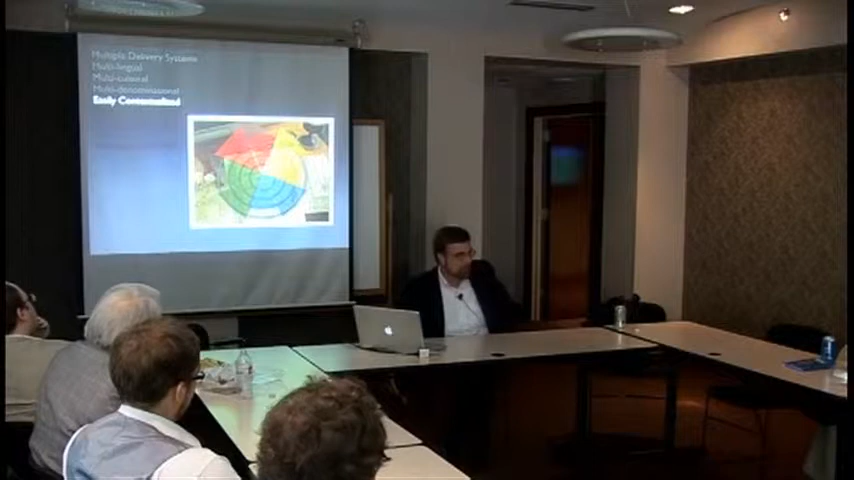 Multiple Delivery Systems
Multi-lingual
Multi-cultural
Multi-denominational
Easily Contextualized